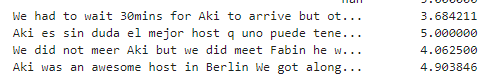 We had to wait 30mins for Aki to arrive but ot... 3.684211
Aki es sin duda el mejor host q uno puede tene... 5.000000
We did not meer Aki but we did meet Fabin he w... 4.062500
Aki was an awesome host in Berlin We got along... 4.903846